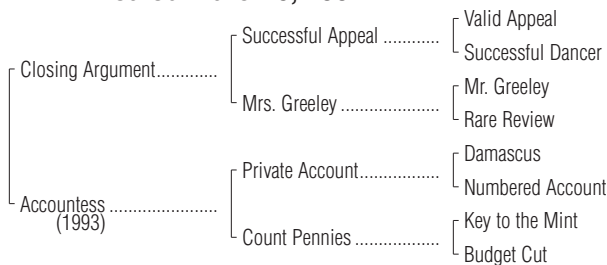 Valid Appeal
Successful Appeal ............
Successful Dancer
Closing Argument.............
Mr. Greeley
Mrs. Greeley .....................
Rare Review
Damascus
Private Account.................
Numbered Account
Accountess .......................
(1993)
Key to the Mint
Count Pennies ...................
Budget Cut